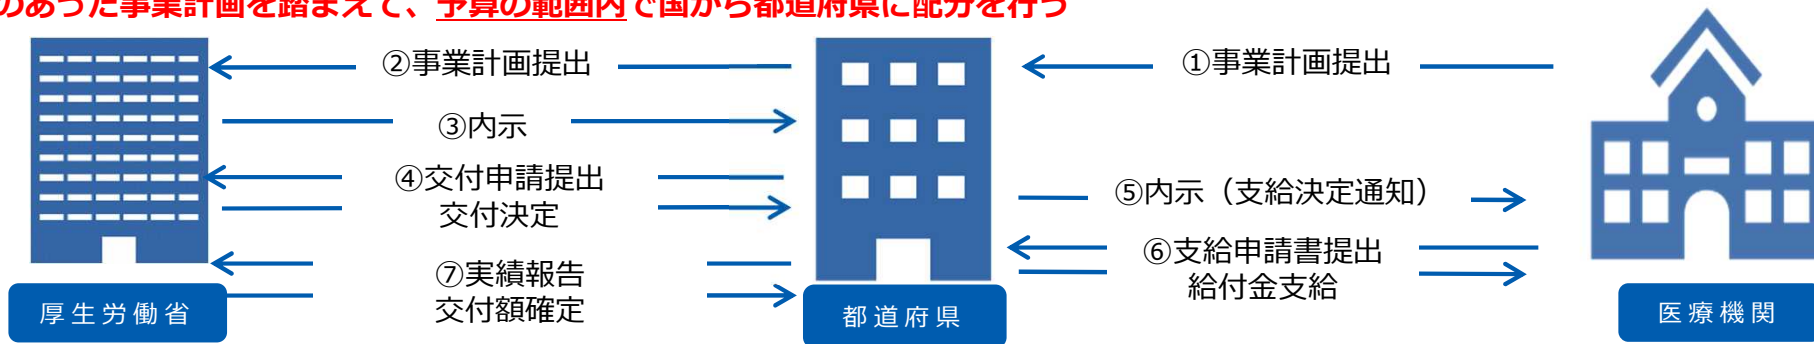 のあった事業計画を踏まえて、予算の範囲内で国から都道府県に配分を行う
②事業計画提出
①事業計画提出
③内示
④交付申請提出
交付決定
⑤内示（支給決定通知）
⑥支給申請書提出
給付金支給
⑦実績報告
交付額確定
厚生労働省
都道府県
医療機関